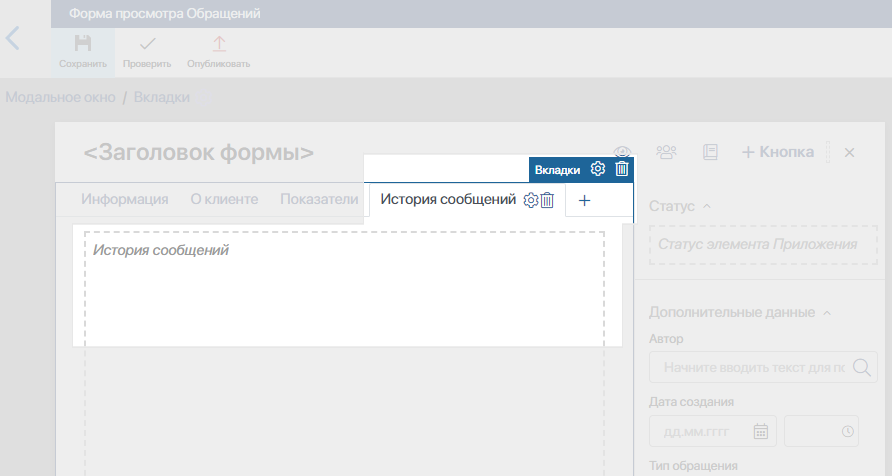 Форма просмотра Обращений
Сохранить Проверить Опубликовать
Модальное окно / Вкладки
<Заголовок формы>
+ Кнопка
Вкладки
Информация О клиенте Показатели История сообщений +
История сообщений
Статус
Статус элемента Приложения
Дополнительные данные
Автор
Начните вводить текст для по
Дата создания
дд.мм.гггг
Тип обращения